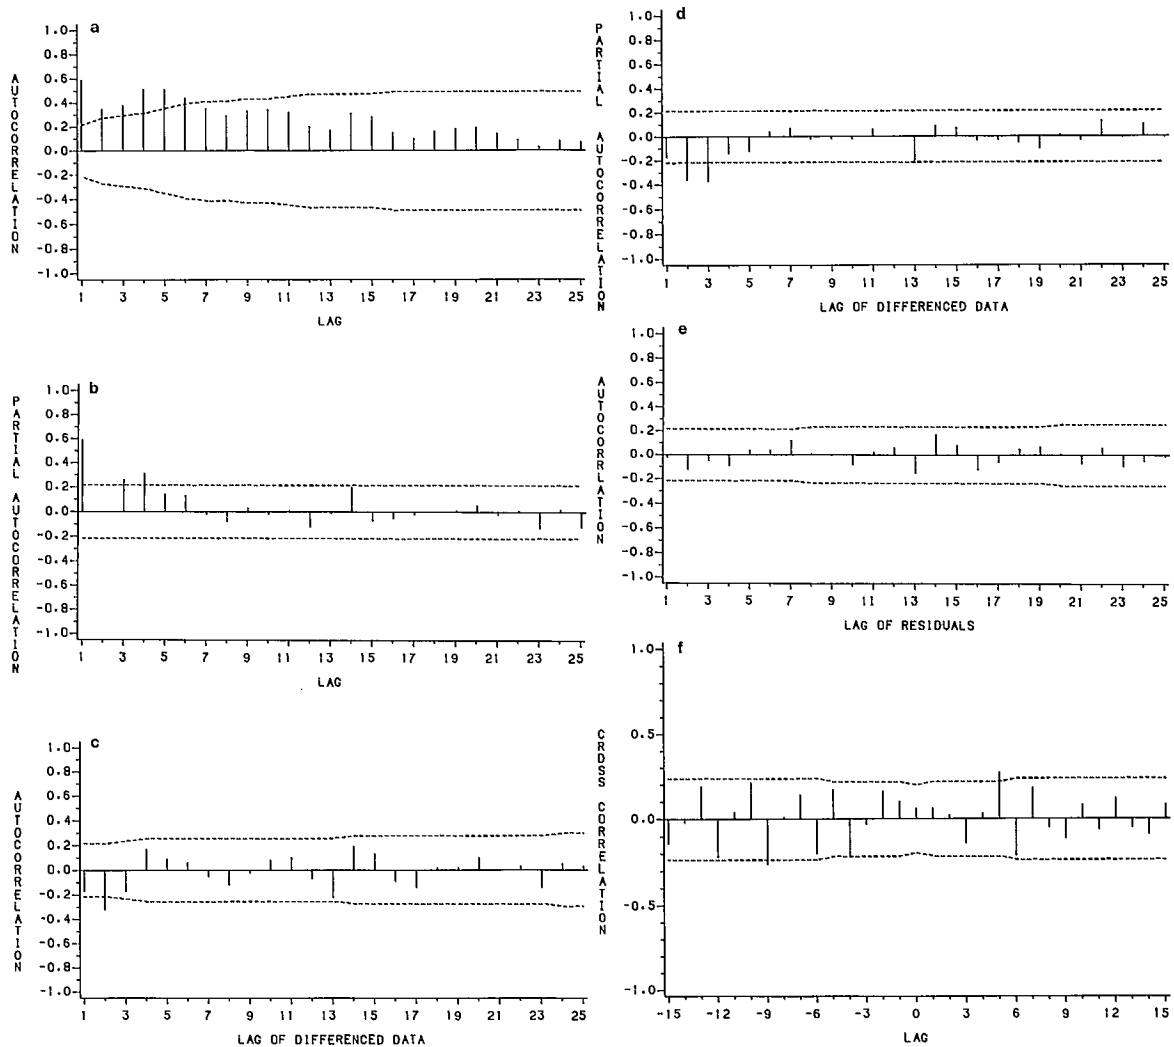 a
AUTOCORRELATION
1.0
0.8
0.6
0.4
0.2
0.0
-0.2
-0.4
-0.6
-0.8
-1.0
1 3 5 7 9 11 13 15 17 19 21 23 25
LAG
b
PARTIAL AUTOCORRELATION
1.0
0.8
0.6
0.4
0.2
0.0
-0.2
-0.4
-0.6
-0.8
-1.0
1 3 5 7 9 11 13 15 17 19 21 23 25
LAG
c
AUTOCORRELATION
1.0
0.8
0.6
0.4
0.2
0.0
-0.2
-0.4
-0.6
-0.8
-1.0
1 3 5 7 9 11 13 15 17 19 21 23 25
LAG OF DIFFERENCED DATA
d
PARTIAL AUTOCORRELATION
1.0
0.8
0.6
0.4
0.2
0.0
-0.2
-0.4
-0.6
-0.8
-1.0
1 3 5 7 9 11 13 15 17 19 21 23 25
LAG OF DIFFERENCED DATA
e
AUTOCORRLATION
1.0
0.8
0.6
0.4
0.2
0.0
-0.2
-0.4
-0.6
-0.8
-1.0
1 3 5 7 9 11 13 15 17 19 21 23 25
LAG OF RESIDUALS
f
CROSS CORRELATION
1.0
0.5
0.0
-0.5
-1.0
-15 -12 -9 -6 -3 0 3 6 9 12 15
LAG